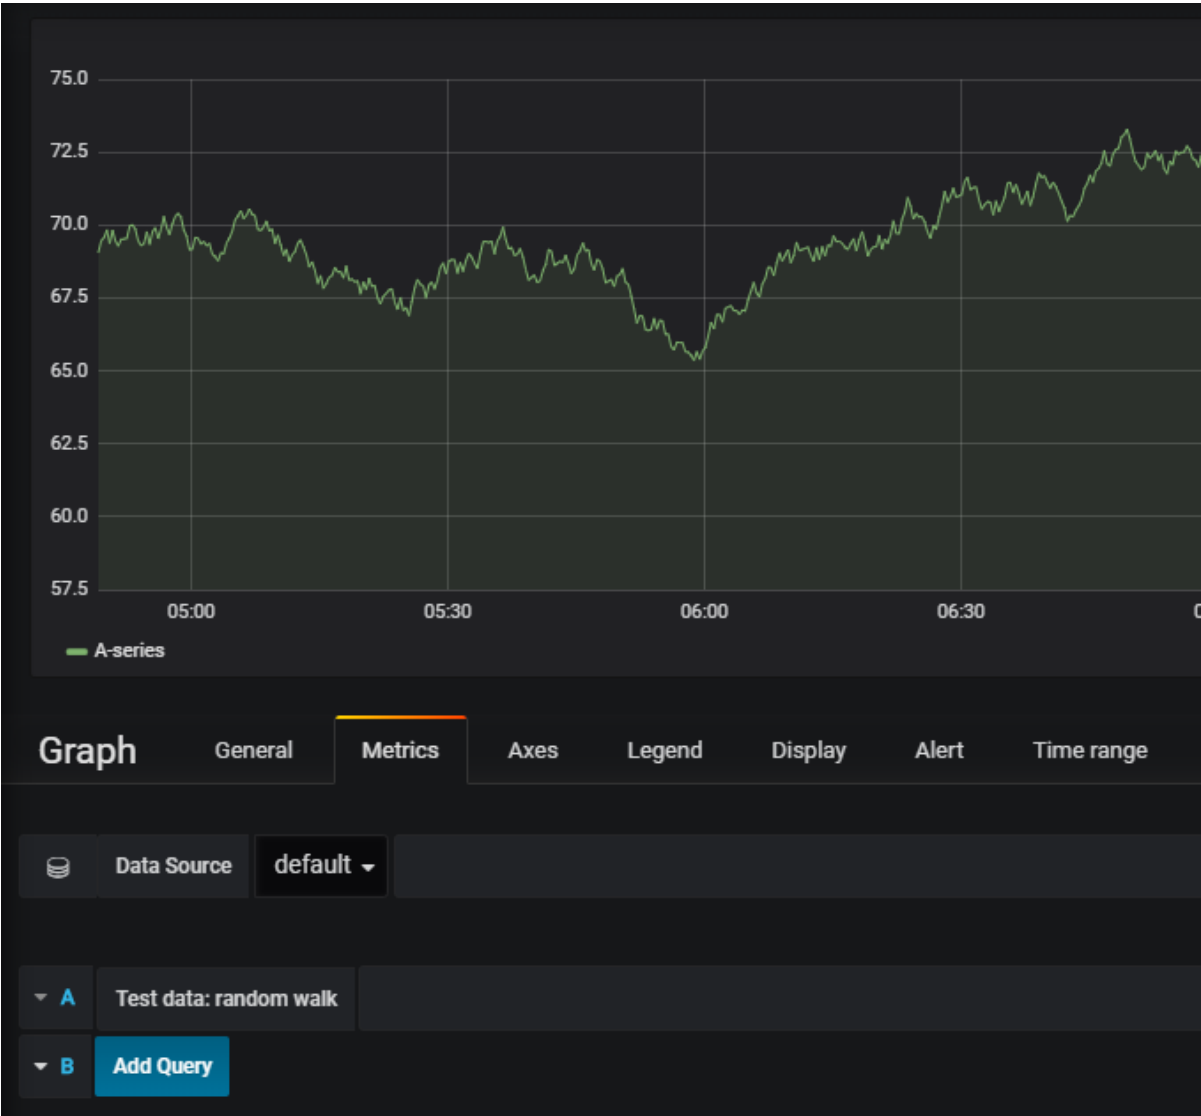 75.0
72.5
70.0
67.5
65.0
62.5
60.0
57.5
05:00 05:30 06:00 06:30
A-series
Graph General Metrics Axes Legend Display Alert Time range
Data Source default
A Test data: random walk
B Add Query